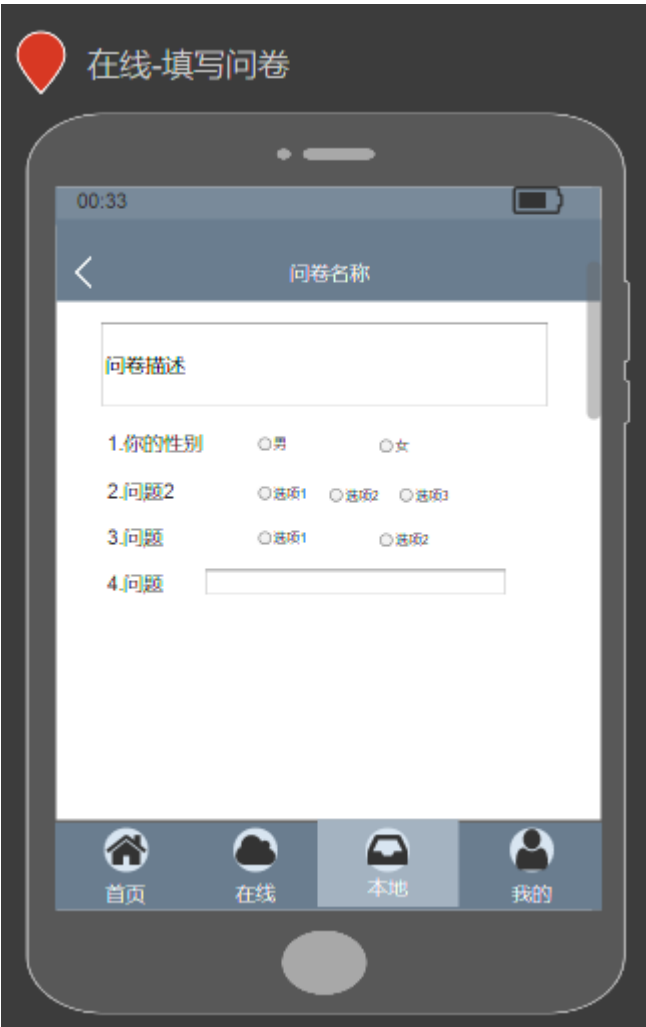 在线-填写问卷
00:33
问卷名称
问卷描述
1.你的性别 男 女
2.问题2 选项1 选项2 选项3
3.问题 选项1 选项2
4.问题
首页 在线 本地 我的